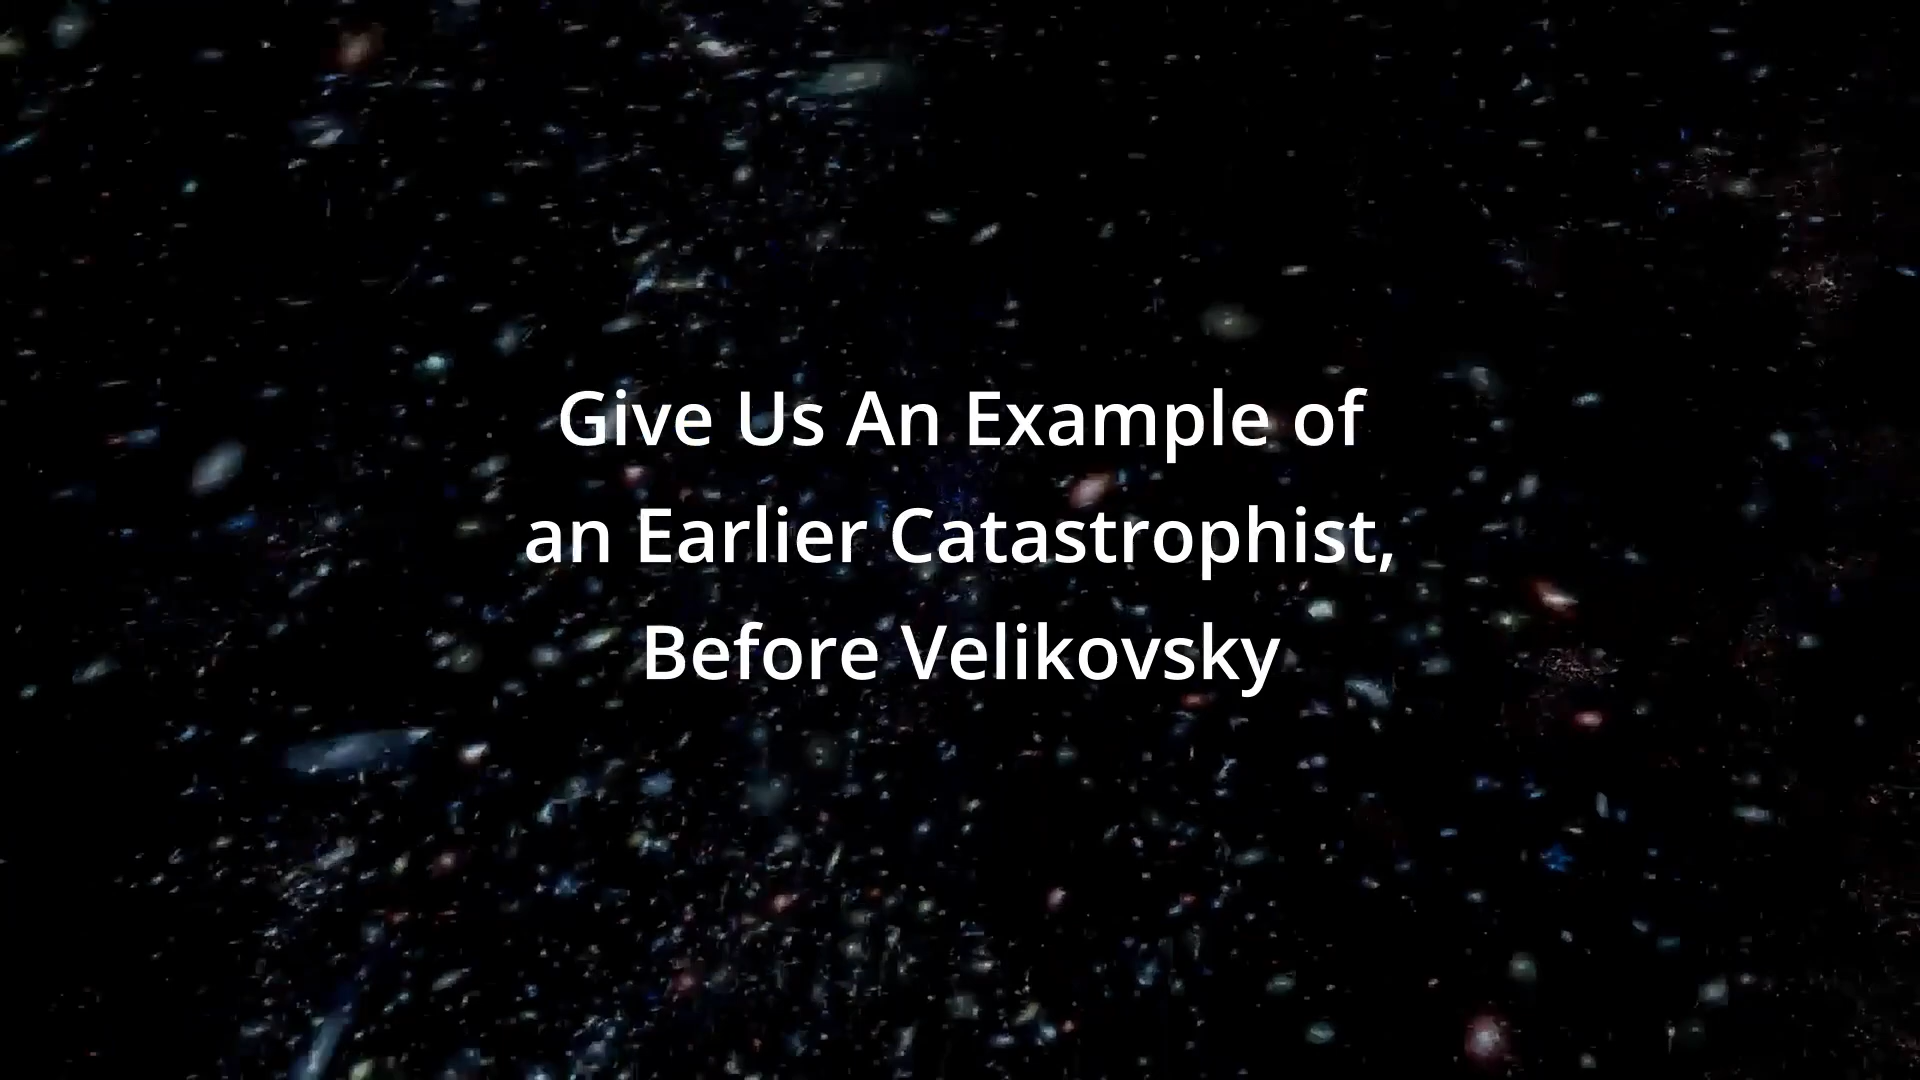 Give Us An Example of
an Earlier Catastrophist,
Before Velikovsky